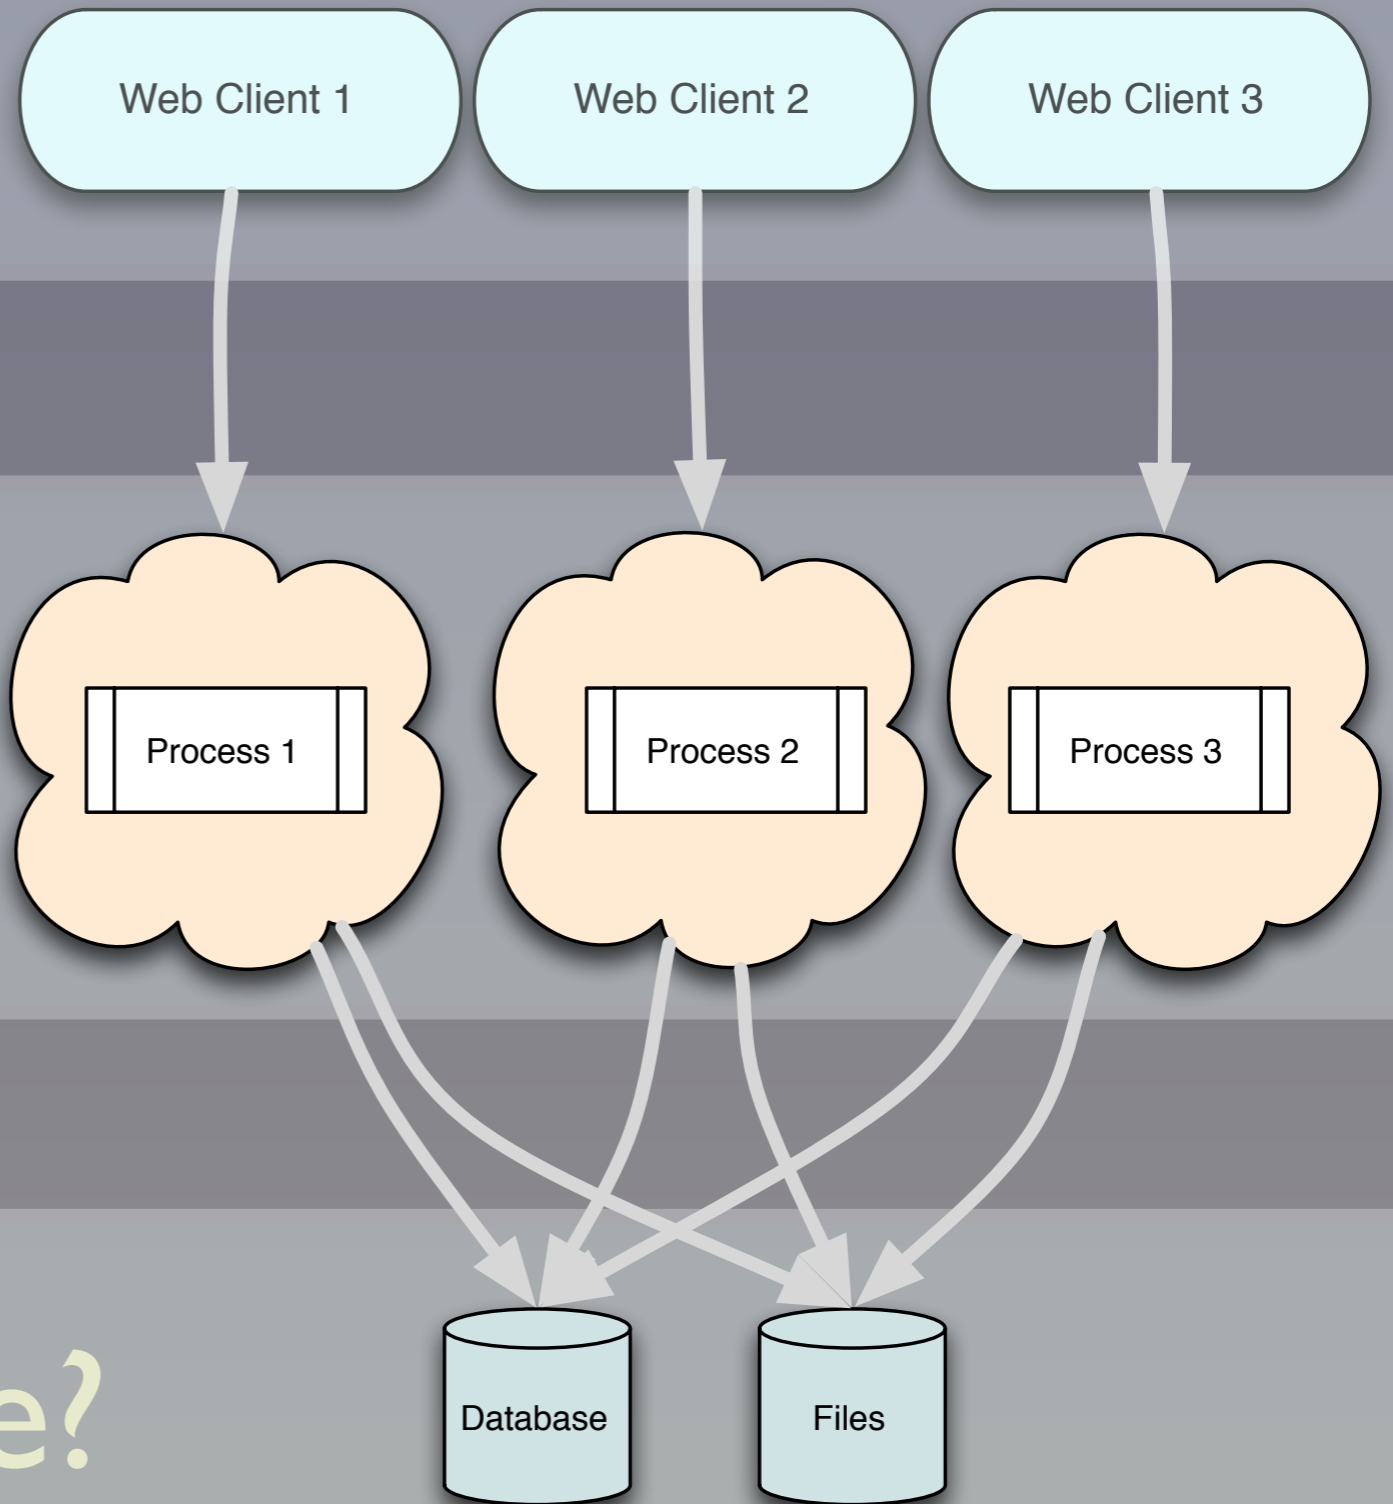 Web Client 1
Web Client 2
Web Client 3
Process 1
Process 2
Process 3
Database
Files
e?